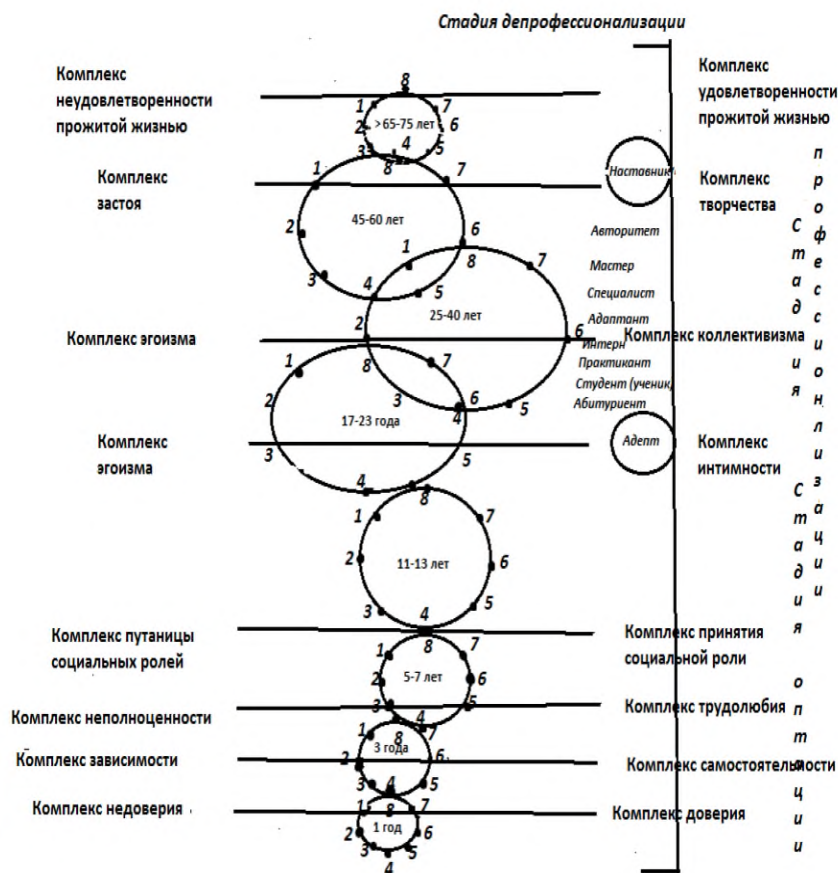 Стадия депрофессионализации
Комплекс
неудовлетворенности
прожитой жизнью
8
1
7
2
>65-75 лет
6
3
4
5
8
Комплекс
удовлетворенности
прожитой жизнью
Комплекс
застоя
1
7
2
45-60 лет
6
3
4
5
Наставник
Комплекс
творчества
Авторитет
Мастер
Специалист
Адаптант
Интерн
Практикант
Студент (ученик)
Абитуриент
Адепт
1
8
7
25-40 лет
2
6
3
4
5
Комплекс эгоизма
Комплекс коллективизма
8
1
7
2
6
17-23 года
3
5
4
Комплекс
эгоизма
Комплекс
интимности
8
1
7
2
6
11-13 лет
3
5
4
Комплекс путаницы
социальных ролей
Комплекс принятия
социальной роли
8
1
7
2
5-7 лет
6
3
4
5
Комплекс неполноценности
Комплекс трудолюбия
1
8
7
3 года
2
6
3
4
5
Комплекс зависимости
Комплекс самостоятельности
Комплекс недоверия
Комплекс доверия
1
8
7
2
1 год
6
3
4
5
Стадия
профессионлизации
Стадия
оптации